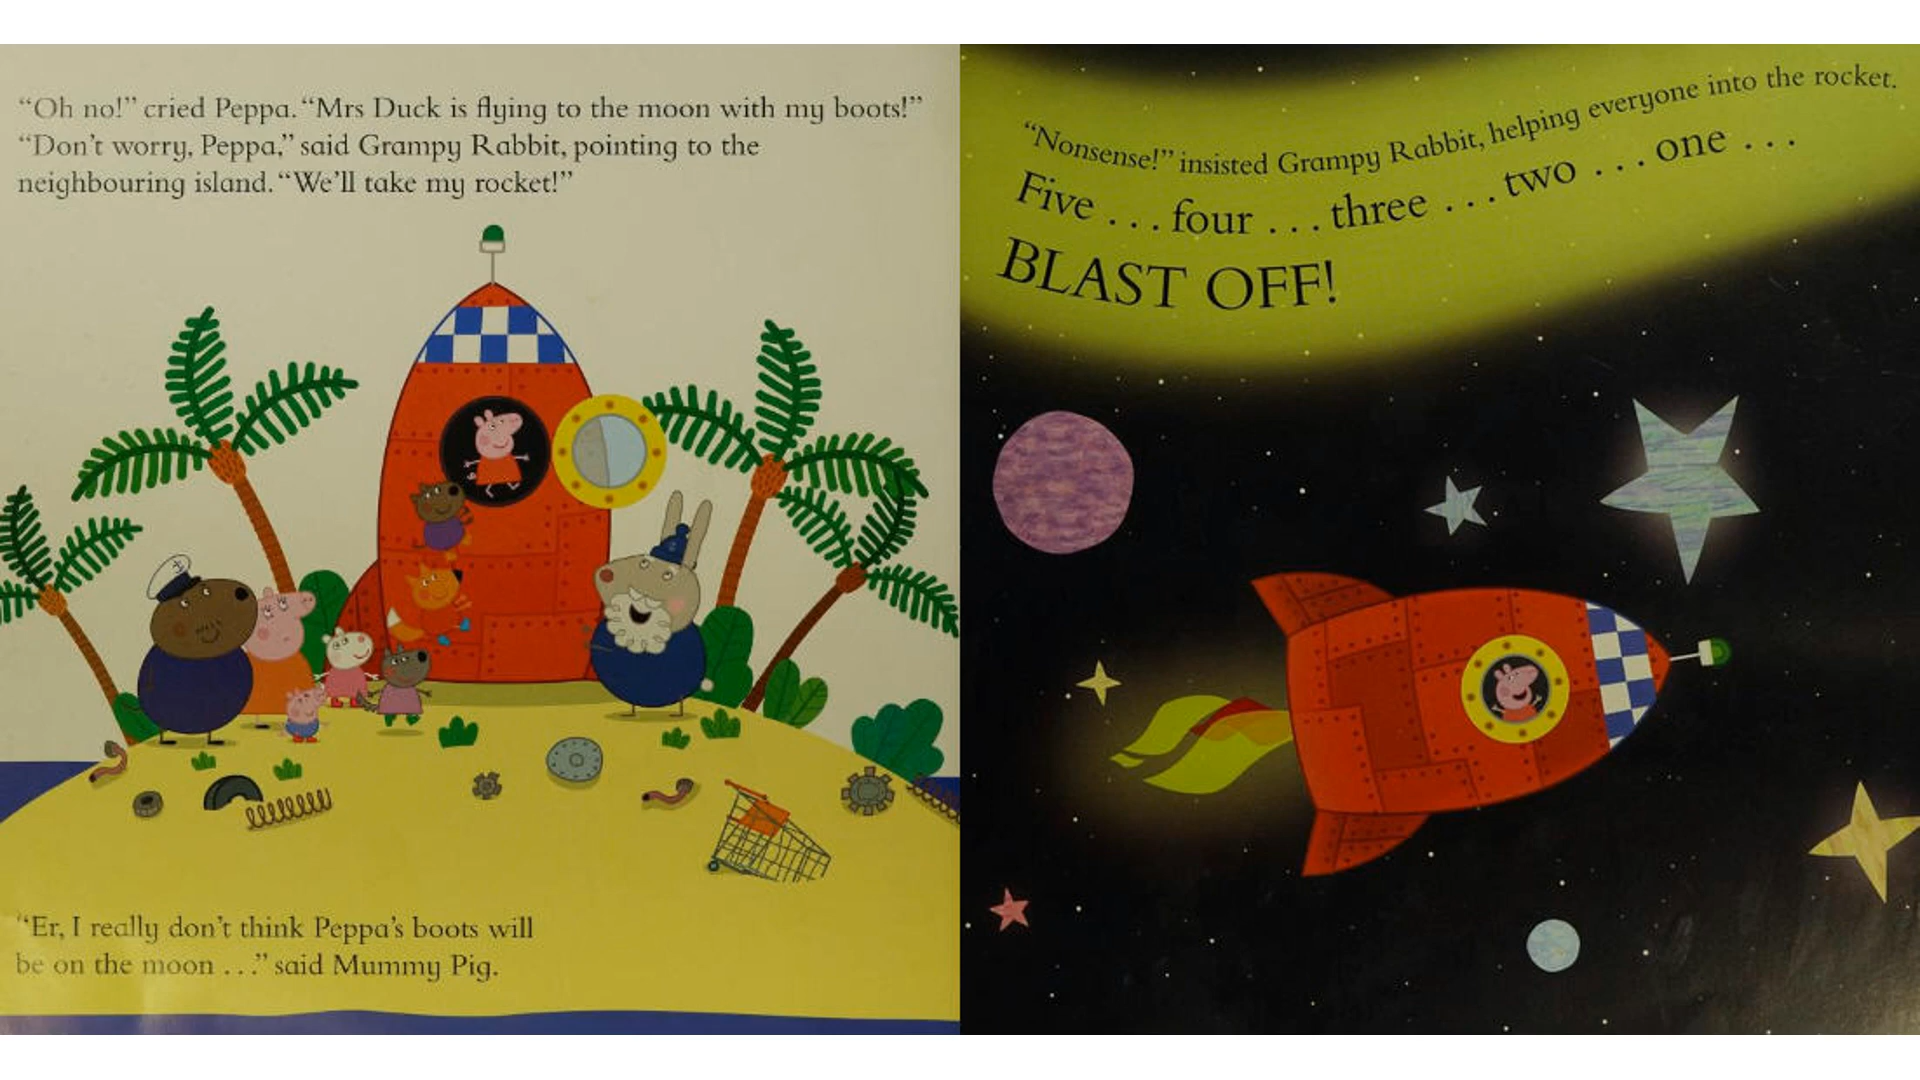 “Oh no!” cried Peppa. “Mrs Duck is flying to the moon with my boots!”
“Don’t worry, Peppa,” said Grampy Rabbit, pointing to the
neighbouring island. “We’ll take my rocket!”
“Er, I really don’t think Peppa’s boots will
be on the moon . . .” said Mummy Pig.
“Nonsense!” insisted Grampy Rabbit, helping everyone into the rocket.
Five . . . four . . . three . . . two . . . one . . .
BLAST OFF!